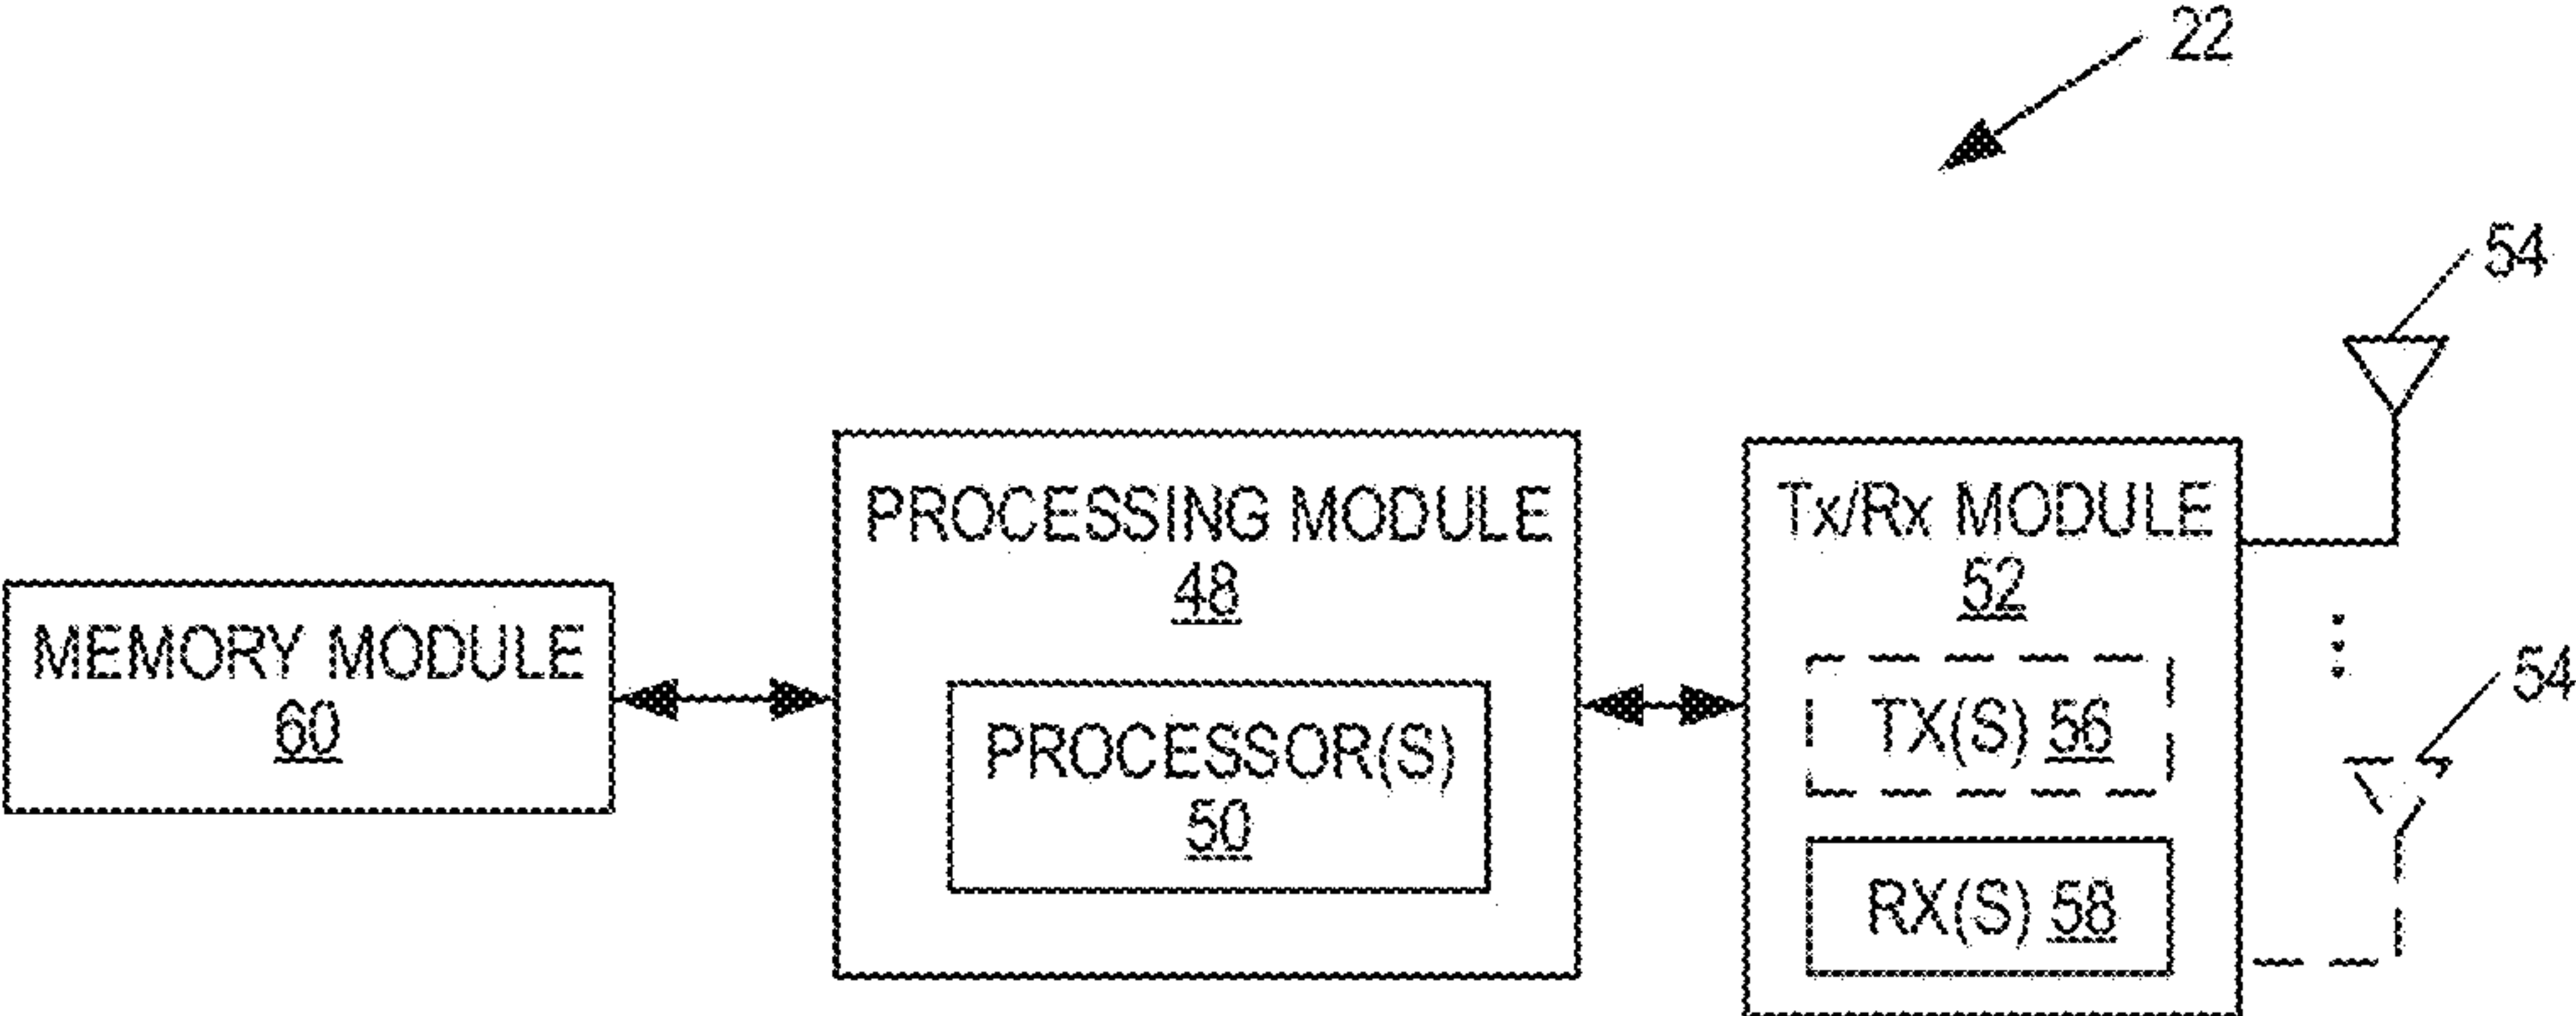 22
54
PROCESSING MODULE
48
Tx/Rx MODULE
52
MEMORY MODULE
60
PROCESSOR(S)
50
TX(S) 56
54
RX(S) 58